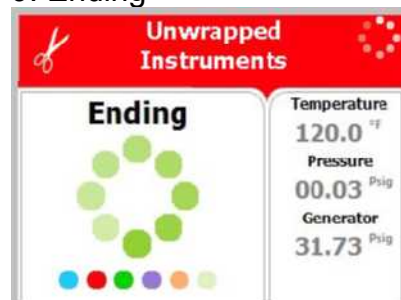 Unwrapped
Instruments
Ending
Temperature
120.0 °F
Pressure
00.03 Psig
Generator
31.73 Psig